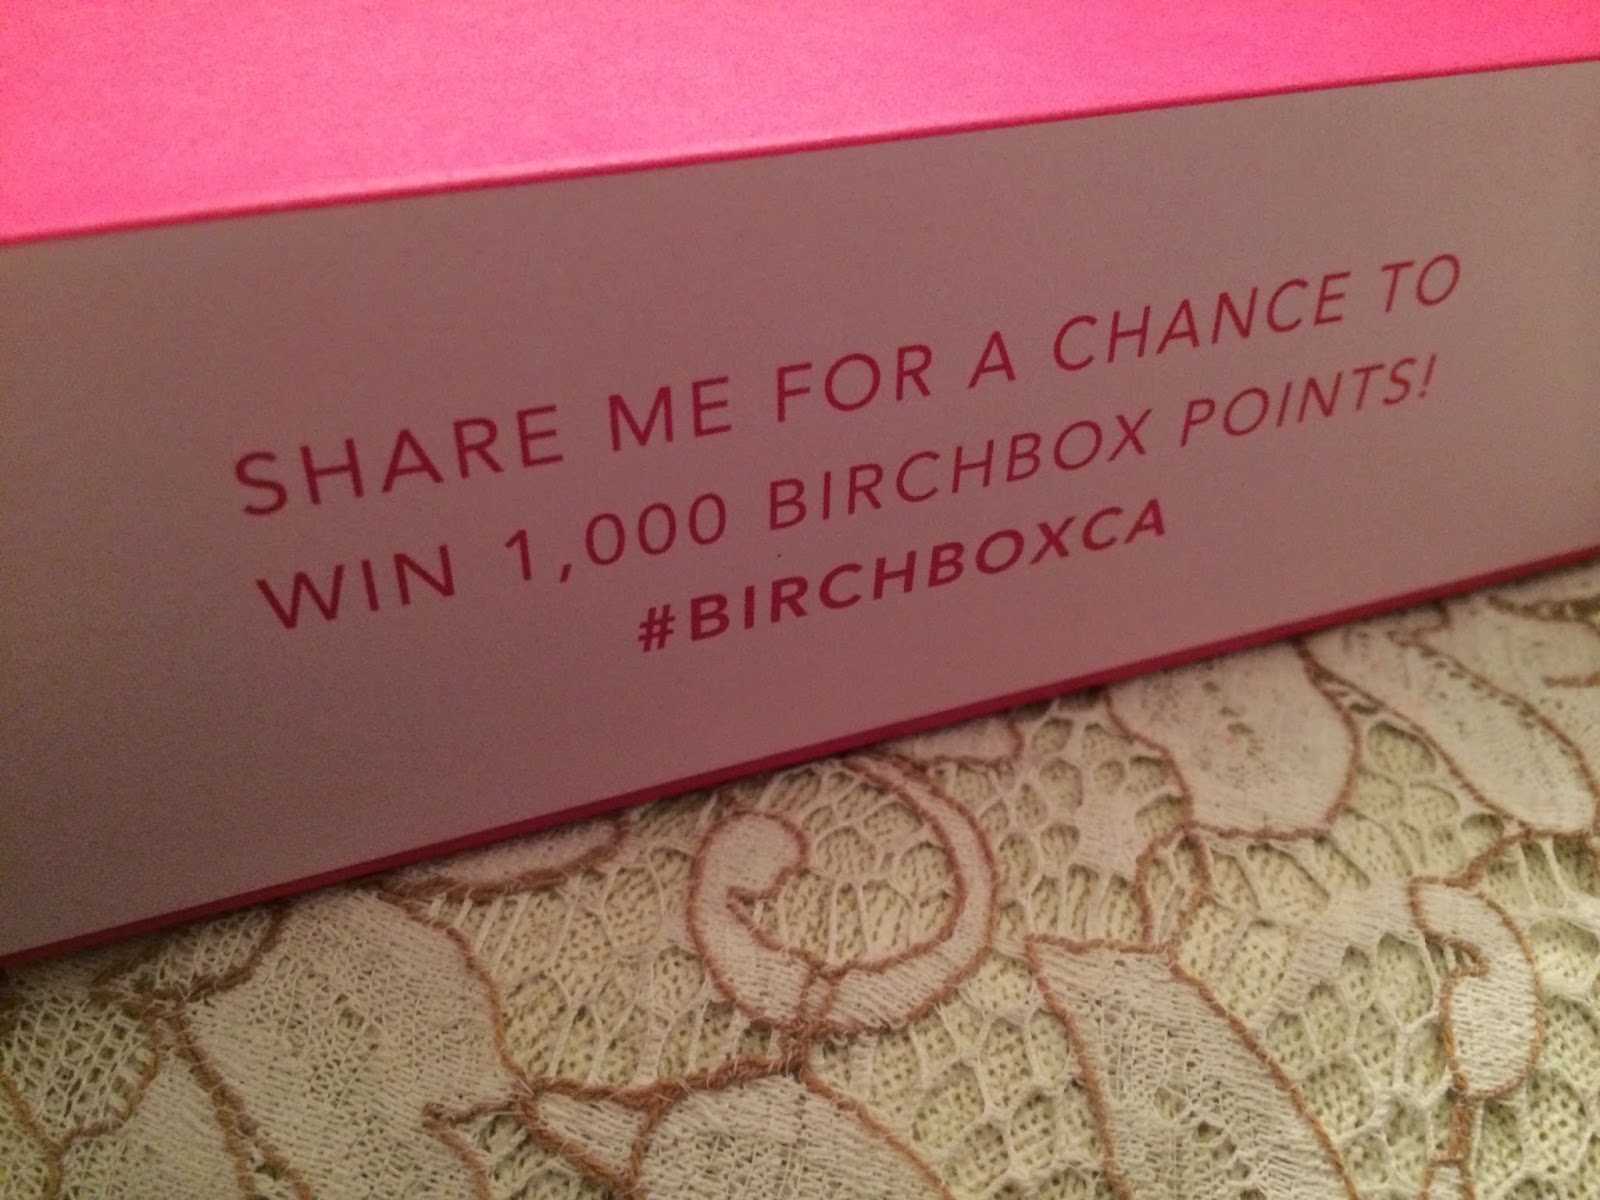 SHARE ME FOR A CHANCE TO
WIN 1,000 BIRCHBOX POINTS!
#BIRCHBOXCA